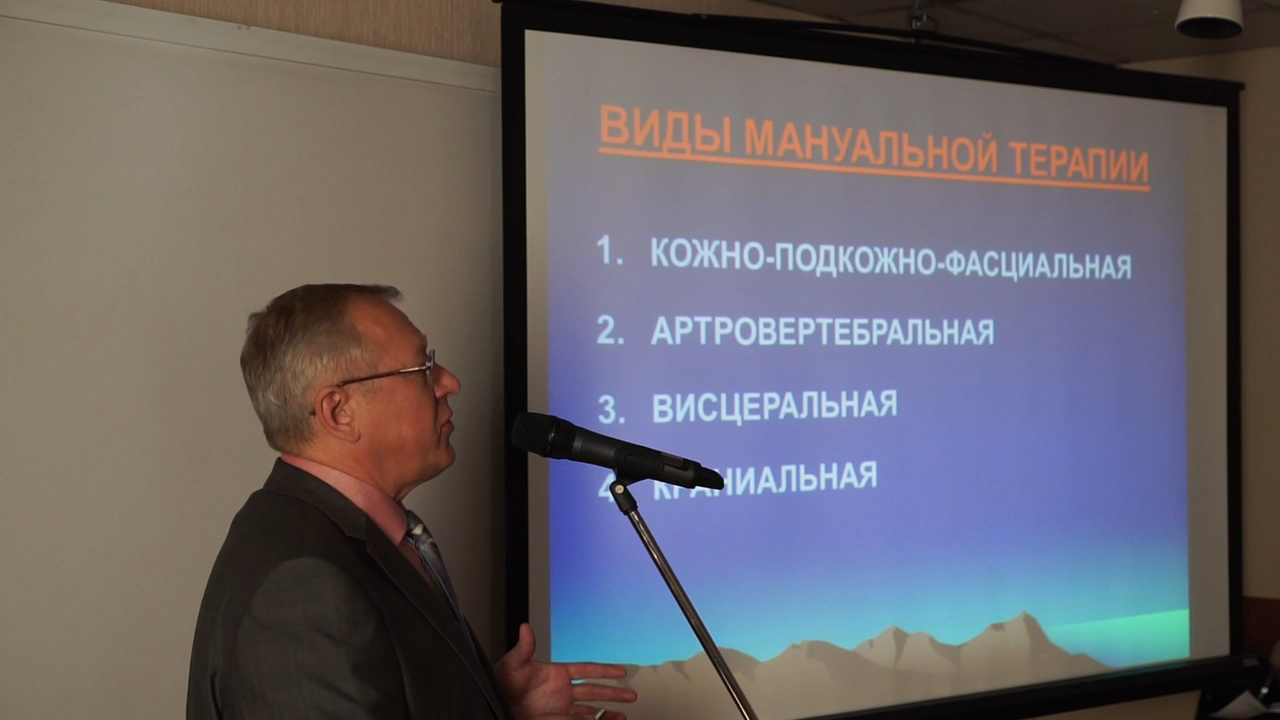 ВИДЫ МАНУАЛЬНОЙ ТЕРАПИИ
1. КОЖНО-ПОДКОЖНО-ФАСЦИАЛЬНАЯ
2. АРТРОВЕРТЕБРАЛЬНАЯ
3. ВИСЦЕРАЛЬНАЯ
4. КРАНИАЛЬНАЯ